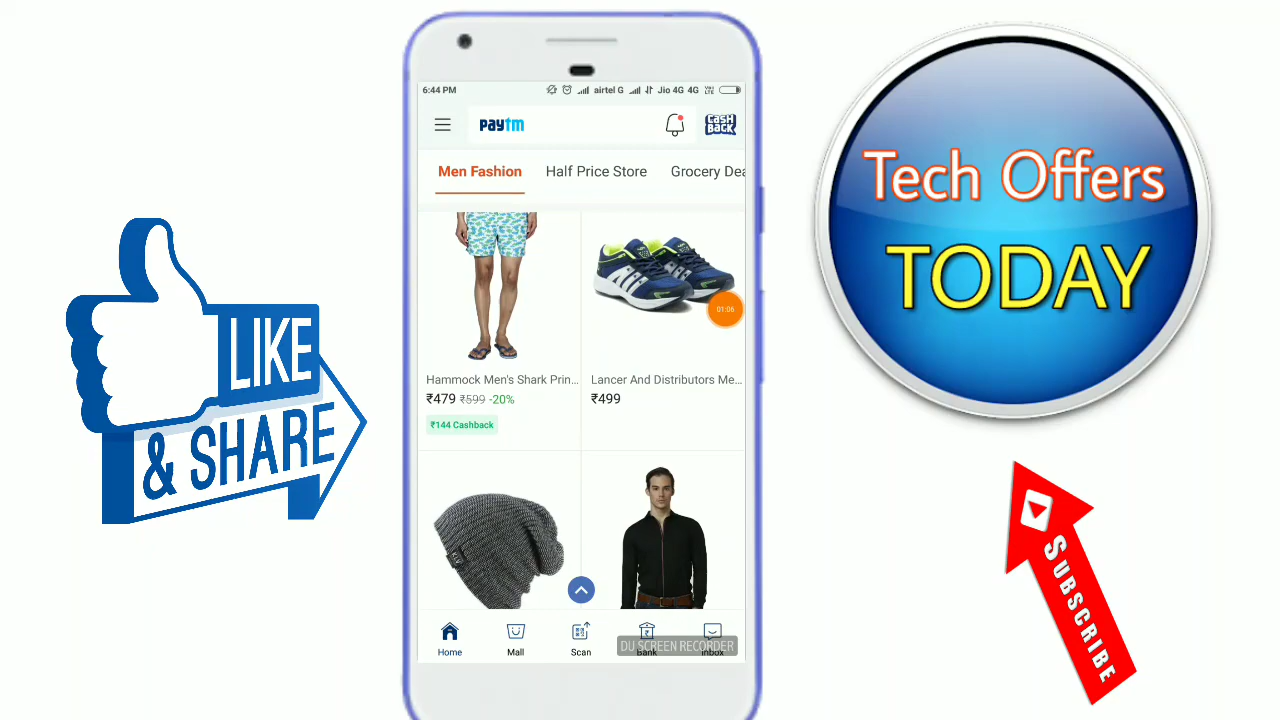 LIKE
& SHARE
6:44 PM
airtel G
Jio 4G 4G
paytm
CASH
BACK
Men Fashion
Half Price Store
Grocery Dea
01:06
Hammock Men's Shark Prin...
₹479 ₹599 -20%
₹144 Cashback
Lancer And Distributors Me...
₹499
Home
Mall
Scan
Bank
Inbox
DU SCREEN RECORDER
Tech Offers
TODAY
SUBSCRIBE